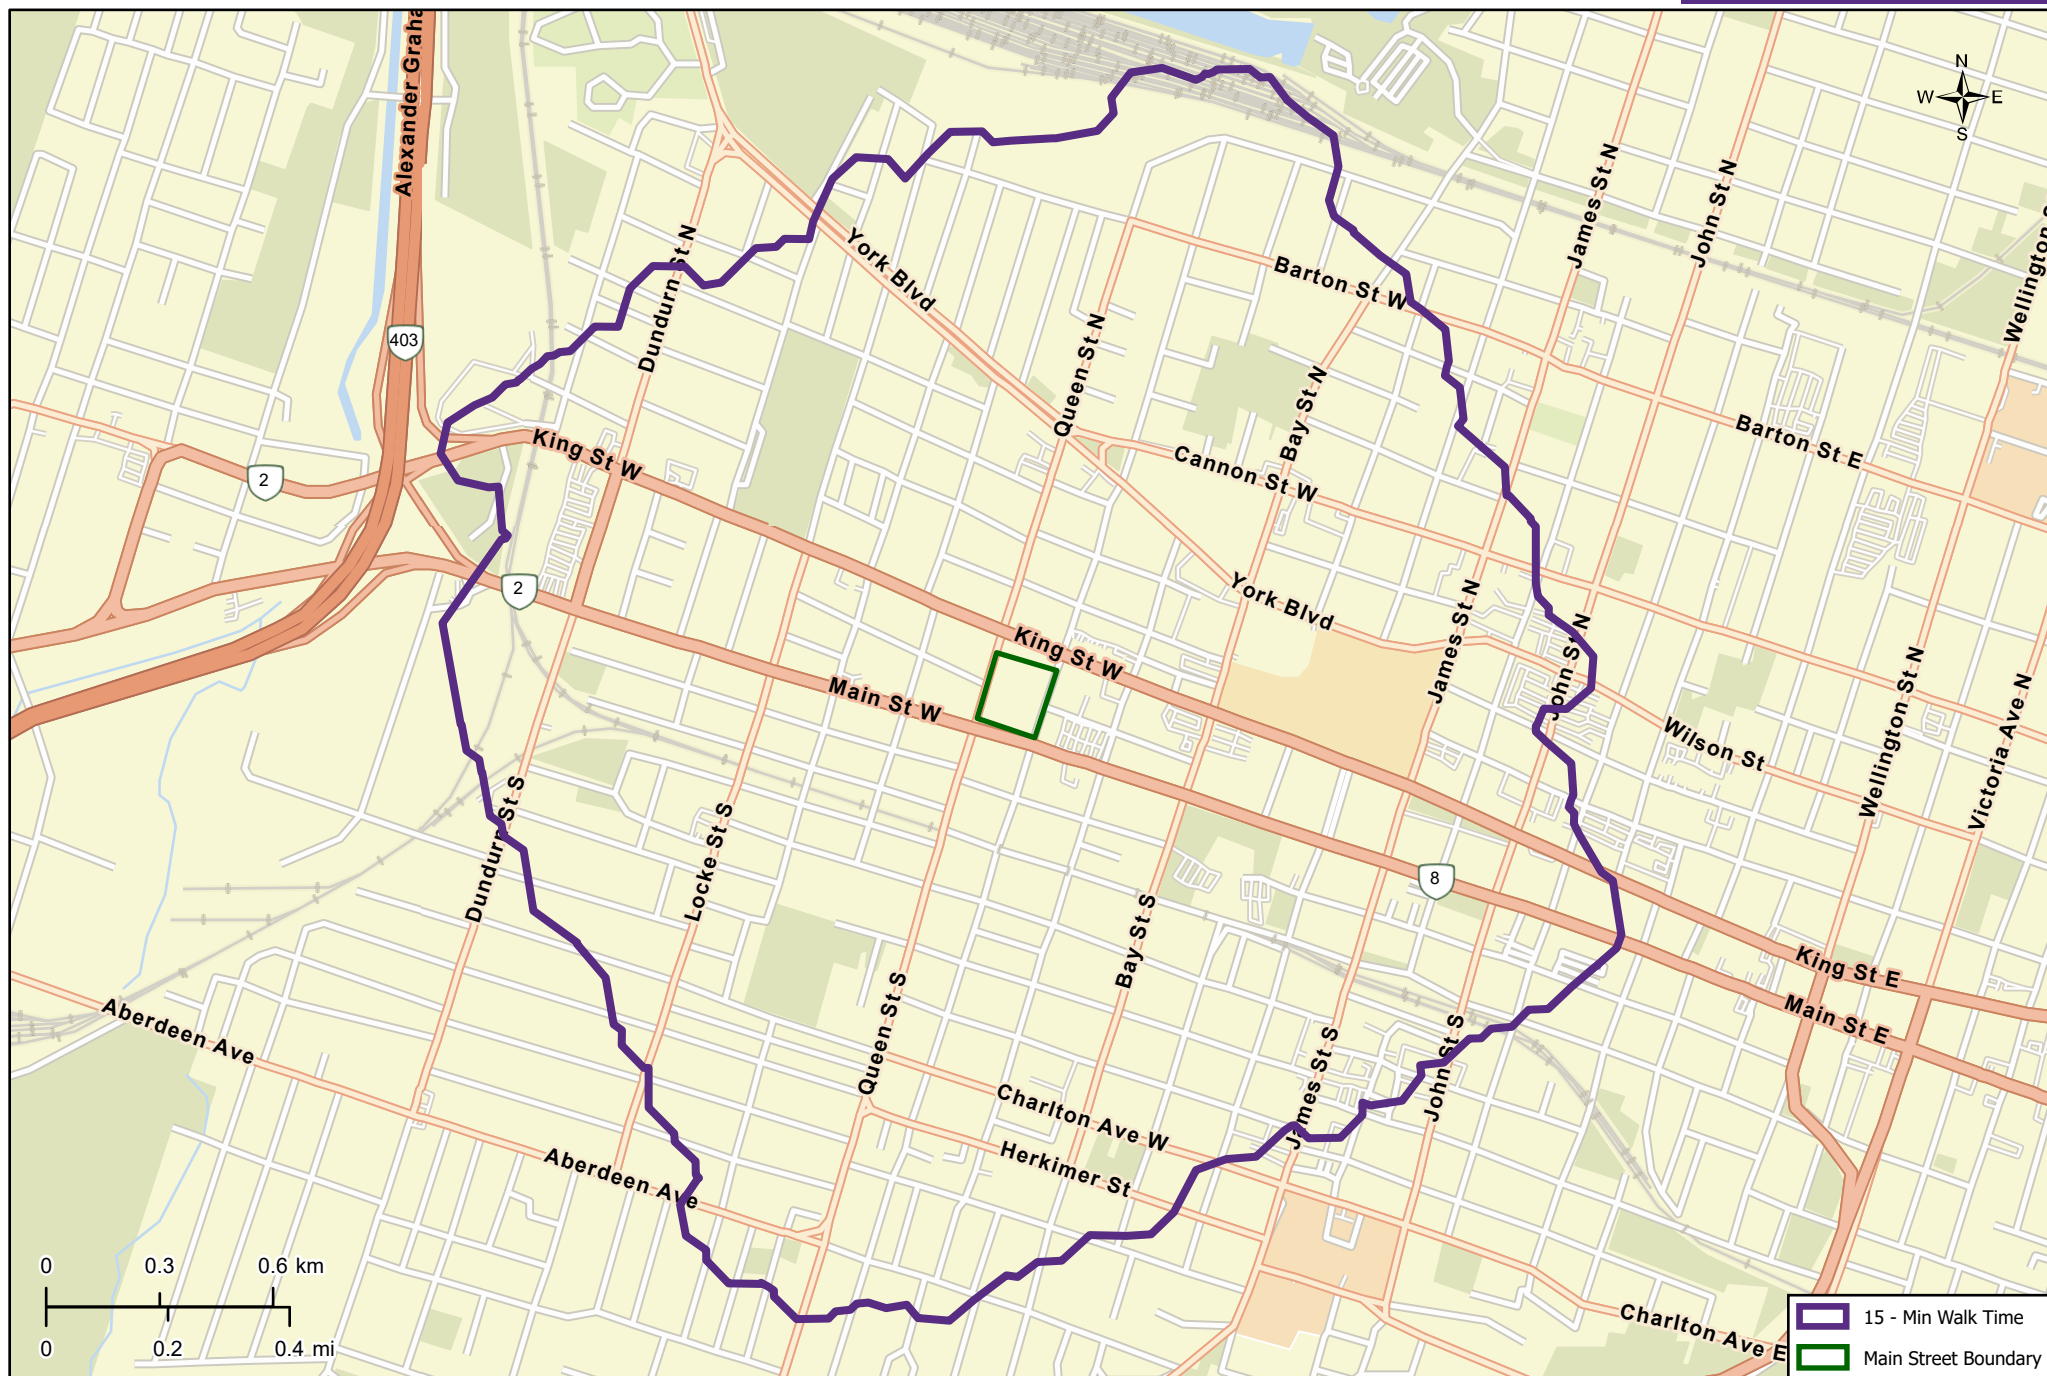 Alexander Graha
N
W E
S
James St N
John St N
Wellington S
Dundurn St N
York Blvd
Barton St W
403
Queen St N
Bay St N
Barton St E
King St W
Cannon St W
2
2
York Blvd
James St N
John St N
King St W
Main St W
Wilson St
Wellington St N
Victoria Ave N
Dundurn St S
Locke St S
8
Bay St S
King St E
Main St E
Aberdeen Ave
Queen St S
James St S
John St S
Charlton Ave W
Herkimer St
Aberdeen Ave
0 0.3 0.6 km
0 0.2 0.4 mi
Charlton Ave E
15 - Min Walk Time
Main Street Boundary